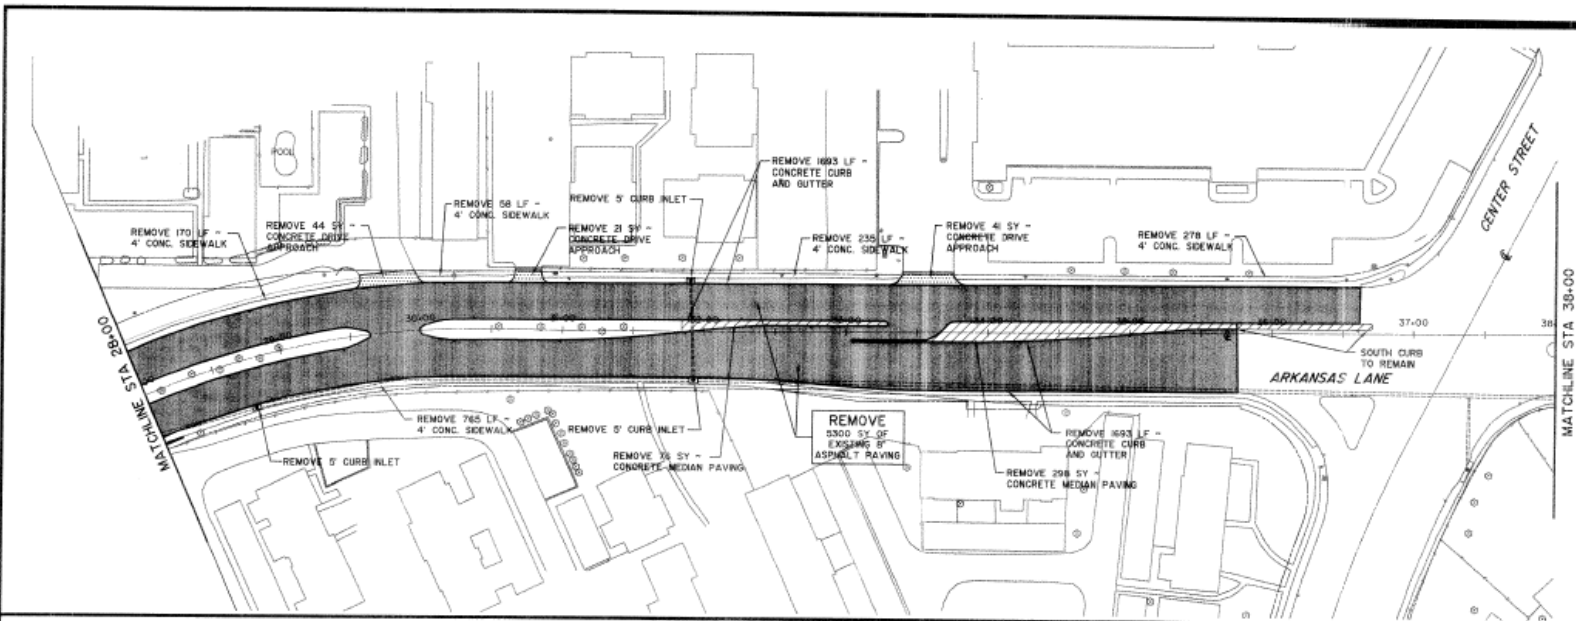 POOL
REMOVE 1693 LF -
CONCRETE CURB
AND GUTTER
REMOVE 58 LF -
4' CONC. SIDEWALK
REMOVE 5' CURB INLET
REMOVE 170 LF -
4' CONC. SIDEWALK
REMOVE 44 SY -
CONCRETE DRIVE
APPROACH
REMOVE 21 SY -
CONCRETE DRIVE
APPROACH
REMOVE 235 LF -
4' CONC. SIDEWALK
REMOVE 41 SY -
CONCRETE DRIVE
APPROACH
REMOVE 278 LF -
4' CONC. SIDEWALK
CENTER STREET
MATCHLINE STA 28+00
30+00
37+00
38+
MATCHLINE STA 38+00
SOUTH CURB
TO REMAIN
ARKANSAS LANE
REMOVE 765 LF -
4' CONC. SIDEWALK
REMOVE 5' CURB INLET
REMOVE 5' CURB INLET
REMOVE 76 SY -
CONCRETE MEDIAN PAVING
REMOVE
5300 SY OF
EXISTING 8"
ASPHALT PAVING
REMOVE 1693 LF -
CONCRETE CURB
AND GUTTER
REMOVE 298 SY -
CONCRETE MEDIAN PAVING